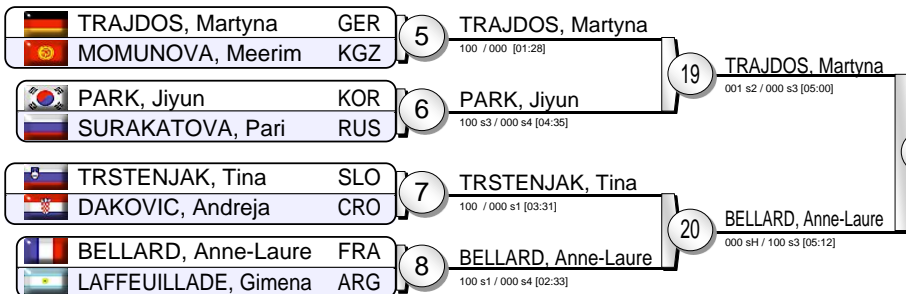 TRAJDOS, Martyna GER
MOMUNOVA, Meerim KGZ
5
TRAJDOS, Martyna
100 / 000 [01:28]
PARK, Jiyun KOR
SURAKATOVA, Pari RUS
6
PARK, Jiyun
100 s3 / 000 s4 [04:35]
19
TRAJDOS, Martyna
001 s2 / 000 s3 [05:00]
TRSTENJAK, Tina SLO
DAKOVIC, Andreja CRO
7
TRSTENJAK, Tina
100 / 000 s1 [03:31]
BELLARD, Anne-Laure FRA
LAFFEUILLADE, Gimena ARG
8
BELLARD, Anne-Laure
100 s1 / 000 s4 [02:33]
20
BELLARD, Anne-Laure
000 sH / 100 s3 [05:12]